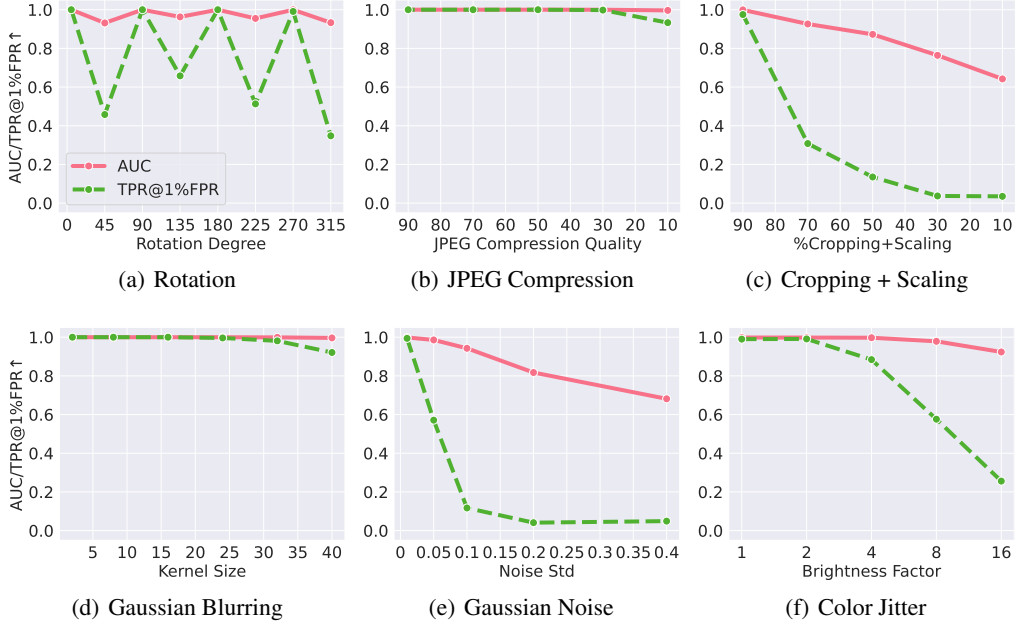 AUC/TPR@1%FPR↑
1.0
0.8
0.6
0.4
0.2
0.0
AUC
TPR@1%FPR
0 45 90 135 180 225 270 315
Rotation Degree
(a) Rotation
1.0
0.8
0.6
0.4
0.2
0.0
90 80 70 60 50 40 30 20 10
JPEG Compression Quality
(b) JPEG Compression
1.0
0.8
0.6
0.4
0.2
0.0
90 80 70 60 50 40 30 20 10
%Cropping+Scaling
(c) Cropping + Scaling
AUC/TPR@1%FPR↑
1.0
0.8
0.6
0.4
0.2
0.0
5 10 15 20 25 30 35 40
Kernel Size
(d) Gaussian Blurring
1.0
0.8
0.6
0.4
0.2
0.0
0 0.05 0.1 0.15 0.2 0.25 0.3 0.35 0.4
Noise Std
(e) Gaussian Noise
1.0
0.8
0.6
0.4
0.2
0.0
1 2 4 8 16
Brightness Factor
(f) Color Jitter